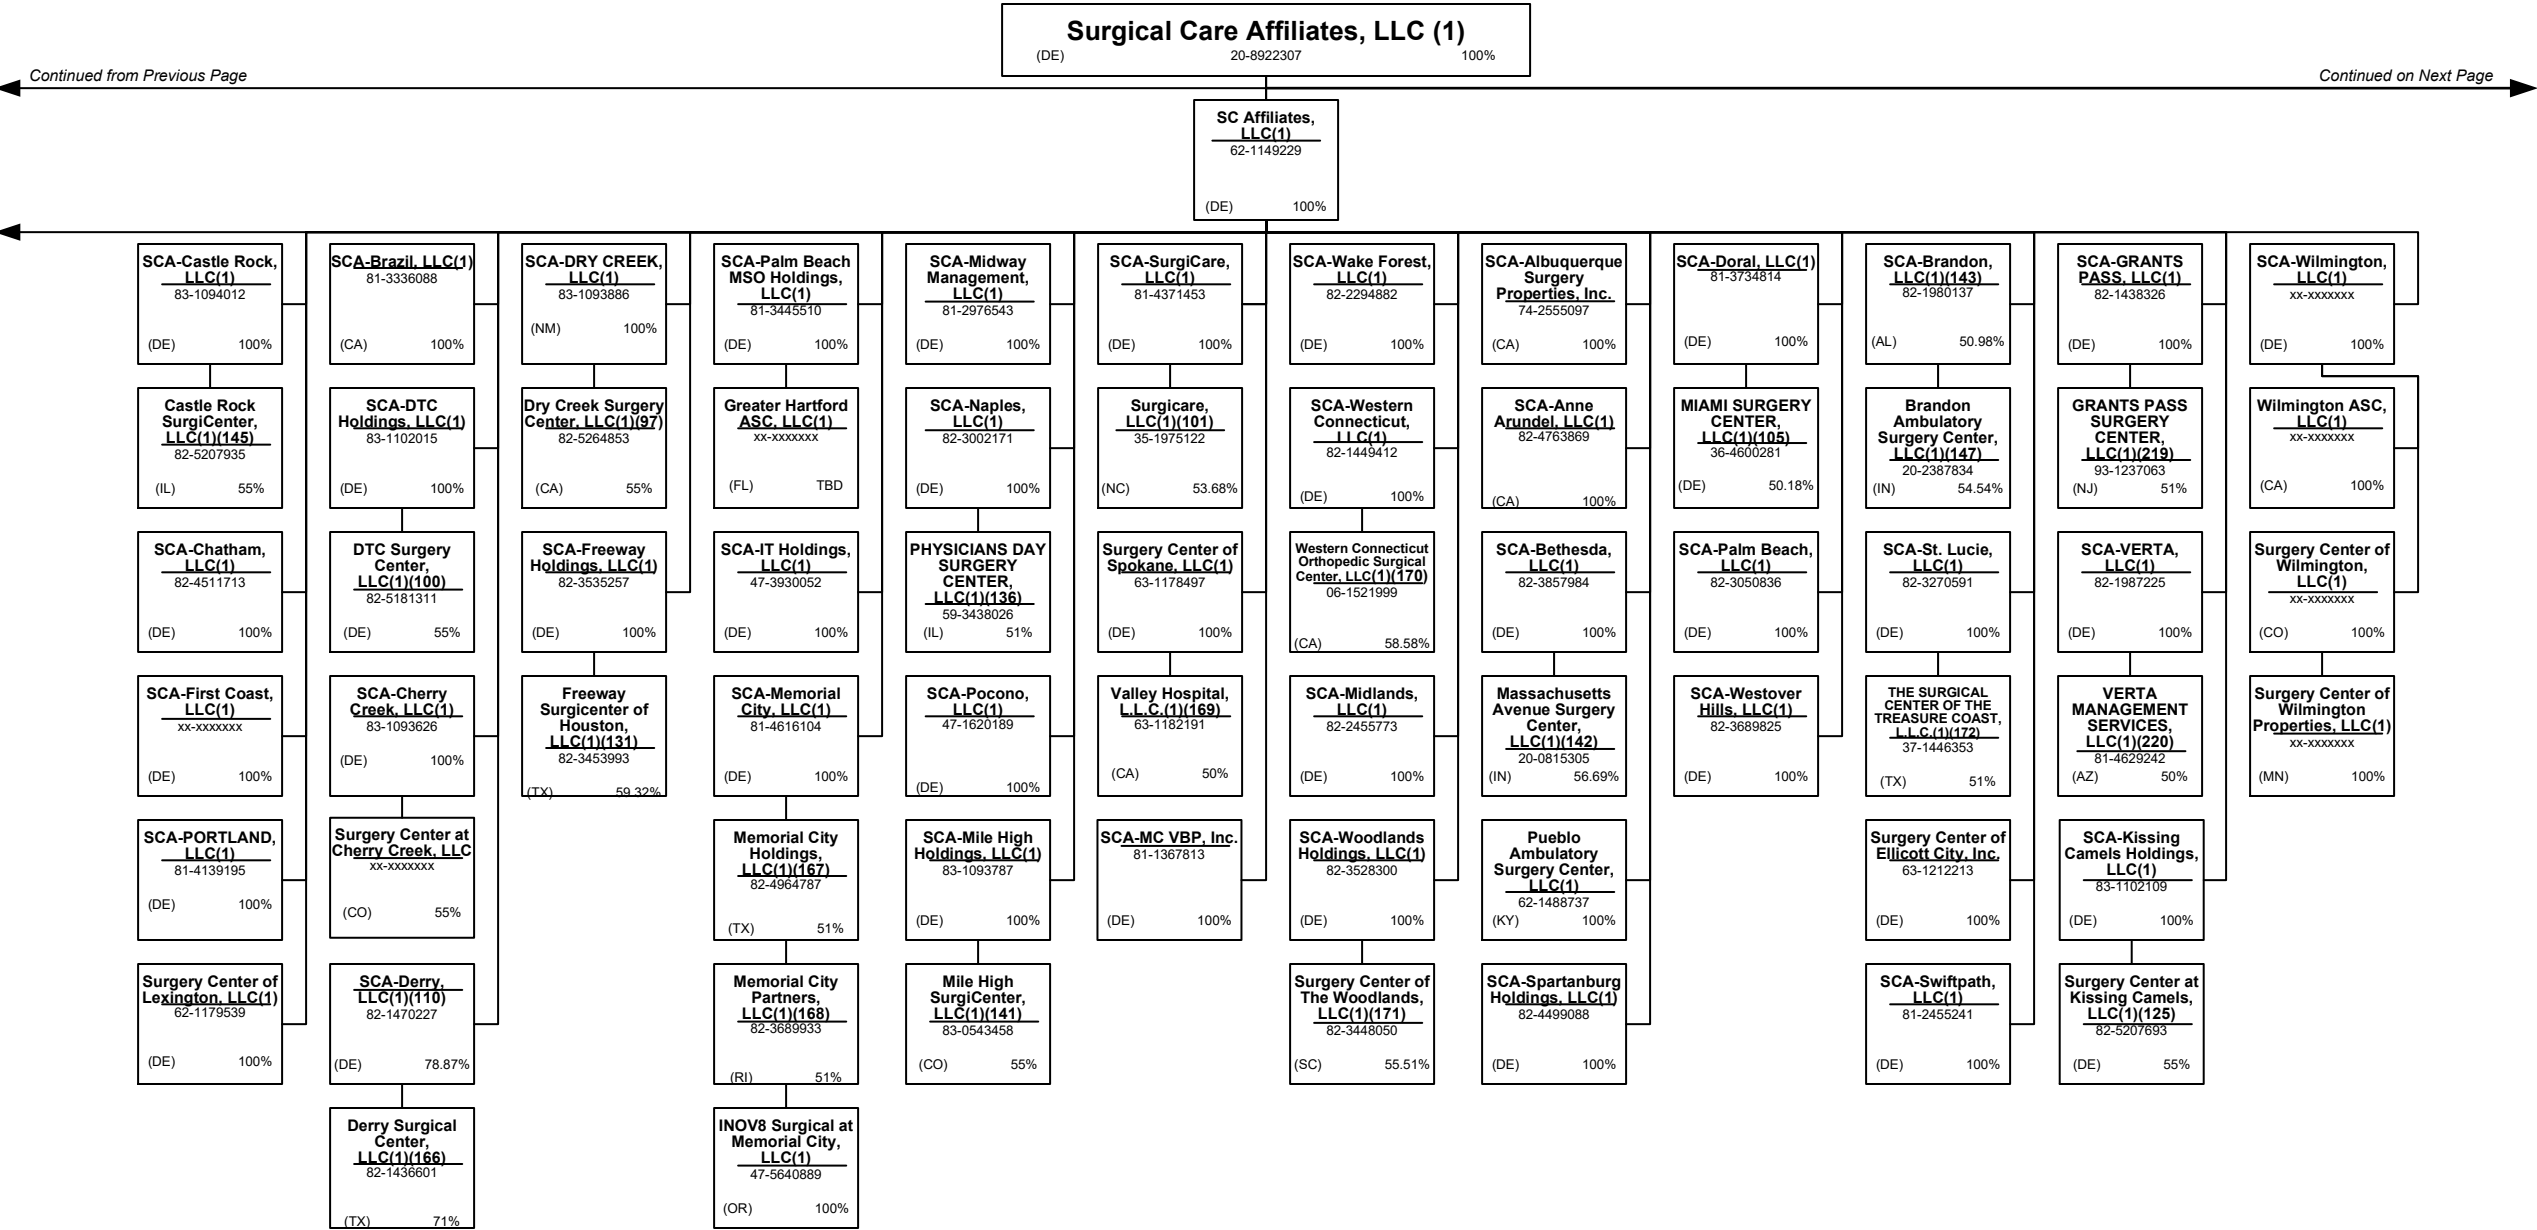 Surgical Care Affiliates, LLC (1)
(DE) 20-8922307 100%
Continued from Previous Page
Continued on Next Page
SC Affiliates,
LLC(1)
62-1149229
(DE) 100%
SCA-Castle Rock,
LLC(1)
83-1094012
(DE) 100%
Castle Rock
SurgiCenter,
LLC(1)(145)
82-5207935
(IL) 55%
SCA-Chatham,
LLC(1)
82-4511713
(DE) 100%
SCA-First Coast,
LLC(1)
xx-xxxxxxx
(DE) 100%
SCA-PORTLAND,
LLC(1)
81-4139195
(DE) 100%
Surgery Center of
Lexington, LLC(1)
62-1179539
(DE) 100%
SCA-Brazil, LLC(1)
81-3336088
(CA) 100%
SCA-DTC
Holdings, LLC(1)
83-1102015
(DE) 100%
DTC Surgery
Center,
LLC(1)(100)
82-5181311
(DE) 55%
SCA-Cherry
Creek, LLC(1)
83-1093626
(DE) 100%
Surgery Center at
Cherry Creek, LLC
xx-xxxxxxx
(CO) 55%
SCA-Derry,
LLC(1)(110)
82-1470227
(DE) 78.87%
Derry Surgical
Center,
LLC(1)(166)
82-1436601
(TX) 71%
SCA-DRY CREEK,
LLC(1)
83-1093886
(NM) 100%
Dry Creek Surgery
Center, LLC(1)(97)
82-5264853
(CA) 55%
SCA-Freeway
Holdings, LLC(1)
82-3535257
(DE) 100%
Freeway
Surgicenter of
Houston,
LLC(1)(131)
82-3453993
(TX) 59.32%
SCA-Palm Beach
MSO Holdings,
LLC(1)
81-3445510
(DE) 100%
Greater Hartford
ASC, LLC(1)
xx-xxxxxxx
(FL) TBD
SCA-IT Holdings,
LLC(1)
47-3930052
(DE) 100%
SCA-Memorial
City, LLC(1)
81-4616104
(DE) 100%
Memorial City
Holdings,
LLC(1)(167)
82-4964787
(TX) 51%
Memorial City
Partners,
LLC(1)(168)
82-3689933
(RI) 51%
INOV8 Surgical at
Memorial City,
LLC(1)
47-5640889
(OR) 100%
SCA-Midway
Management,
LLC(1)
81-2976543
(DE) 100%
SCA-Naples,
LLC(1)
82-3002171
(DE) 100%
PHYSICIANS DAY
SURGERY
CENTER,
LLC(1)(136)
59-3438026
(IL) 51%
SCA-Pocono,
LLC(1)
47-1620189
(DE) 100%
SCA-Mile High
Holdings, LLC(1)
83-1093787
(DE) 100%
Mile High
SurgiCenter,
LLC(1)(141)
83-0543458
(CO) 55%
SCA-SurgiCare,
LLC(1)
81-4371453
(DE) 100%
Surgicare,
LLC(1)(101)
35-1975122
(NC) 53.68%
Surgery Center of
Spokane, LLC(1)
63-1178497
(DE) 100%
Valley Hospital,
L.L.C.(1)(169)
63-1182191
(CA) 50%
SCA-MC VBP, Inc.
81-1367813
(DE) 100%
SCA-Wake Forest,
LLC(1)
82-2294882
(DE) 100%
SCA-Western
Connecticut,
LLC(1)
82-1449412
(DE) 100%
Western Connecticut
Orthopedic Surgical
Center, LLC(1)(170)
06-1521999
(CA) 58.58%
SCA-Midlands,
LLC(1)
82-2455773
(DE) 100%
SCA-Woodlands
Holdings, LLC(1)
82-3528300
(DE) 100%
Surgery Center of
The Woodlands,
LLC(1)(171)
82-3448050
(SC) 55.51%
SCA-Albuquerque
Surgery
Properties, Inc.
74-2555097
(CA) 100%
SCA-Anne
Arundel, LLC(1)
82-4763869
(CA) 100%
SCA-Bethesda,
LLC(1)
82-3857984
(DE) 100%
Massachusetts
Avenue Surgery
Center,
LLC(1)(142)
20-0815305
(IN) 56.69%
Pueblo
Ambulatory
Surgery Center,
LLC(1)
62-1488737
(KY) 100%
SCA-Spartanburg
Holdings, LLC(1)
82-4499088
(DE) 100%
SCA-Doral, LLC(1)
81-3734814
(DE) 100%
MIAMI SURGERY
CENTER,
LLC(1)(105)
36-4600281
(DE) 50.18%
SCA-Palm Beach,
LLC(1)
82-3050836
(DE) 100%
SCA-Westover
Hills, LLC(1)
82-3689825
(DE) 100%
SCA-Brandon,
LLC(1)(143)
82-1980137
(AL) 50.98%
Brandon
Ambulatory
Surgery Center,
LLC(1)(147)
20-2387834
(IN) 54.54%
SCA-St. Lucie,
LLC(1)
82-3270591
(DE) 100%
THE SURGICAL
CENTER OF THE
TREASURE COAST,
L.L.C.(1)(172)
37-1446353
(TX) 51%
Surgery Center of
Ellicott City, Inc.
63-1212213
(DE) 100%
SCA-Swiftpath,
LLC(1)
81-2455241
(DE) 100%
SCA-GRANTS
PASS, LLC(1)
82-1438326
(DE) 100%
GRANTS PASS
SURGERY
CENTER,
LLC(1)(219)
93-1237063
(NJ) 51%
SCA-VERTA,
LLC(1)
82-1987225
(DE) 100%
VERTA
MANAGEMENT
SERVICES,
LLC(1)(220)
81-4629242
(AZ) 50%
SCA-Kissing
Camels Holdings,
LLC(1)
83-1102109
(DE) 100%
Surgery Center at
Kissing Camels,
LLC(1)(125)
82-5207693
(DE) 55%
SCA-Wilmington,
LLC(1)
xx-xxxxxxx
(DE) 100%
Wilmington ASC,
LLC(1)
xx-xxxxxxx
(CA) 100%
Surgery Center of
Wilmington,
LLC(1)
xx-xxxxxxx
(CO) 100%
Surgery Center of
Wilmington
Properties, LLC(1)
xx-xxxxxxx
(MN) 100%